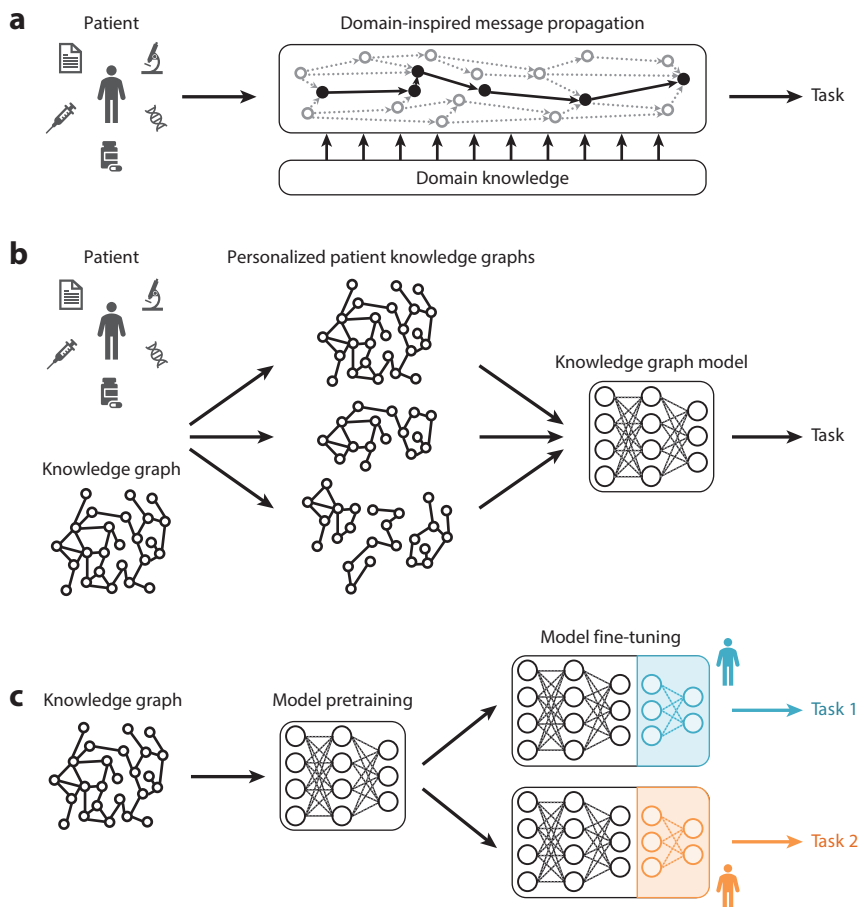 a
Patient
Domain-inspired message propagation
Task
Domain knowledge
b
Patient
Personalized patient knowledge graphs
Knowledge graph model
Task
Knowledge graph
c
Model fine-tuning
Knowledge graph
Model pretraining
Task 1
Task 2